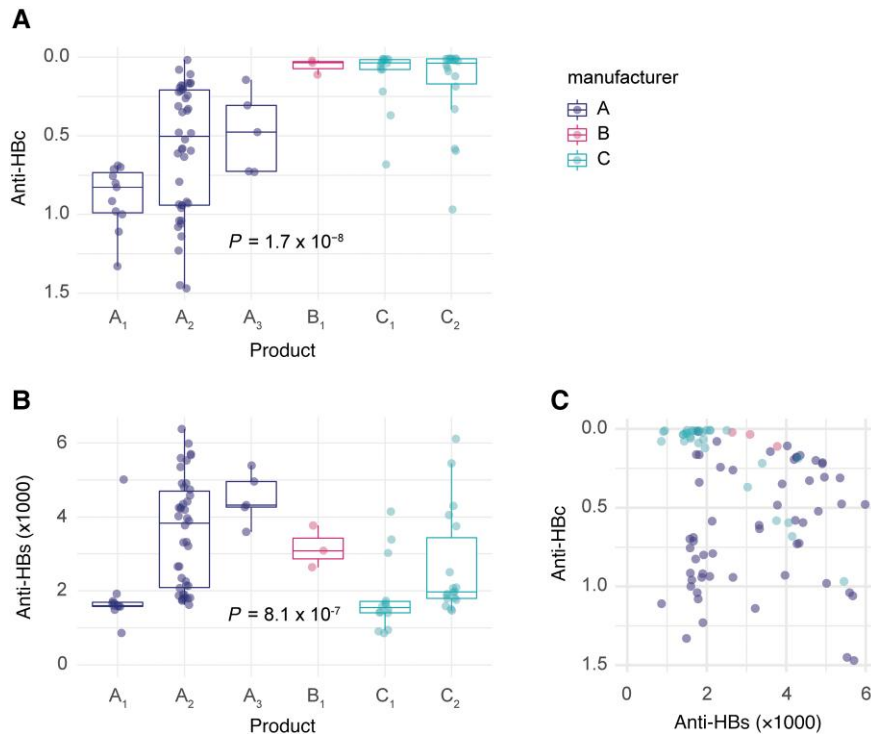 A
0.0
0.5
1.0
1.5
Anti-HBc
P = 1.7 x 10⁻⁸
A₁ A₂ A₃ B₁ C₁ C₂
Product
manufacturer
A
B
C
B
6
4
2
0
Anti-HBs (x1000)
P = 8.1 x 10⁻⁷
A₁ A₂ A₃ B₁ C₁ C₂
Product
C
0.0
0.5
1.0
1.5
Anti-HBc
0 2 4 6
Anti-HBs (×1000)